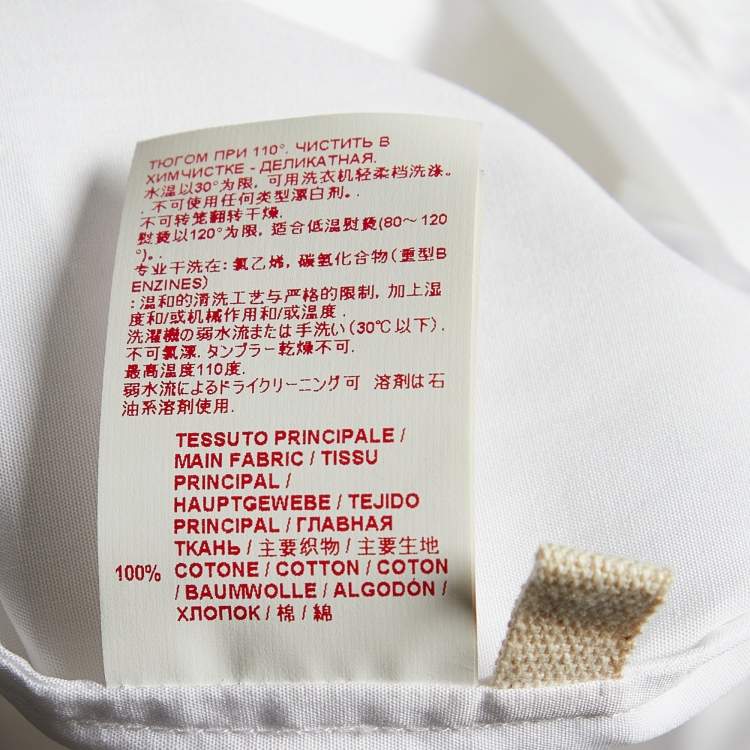 ТЮГОМ ПРИ 110°. ЧИСТИТЬ В
ХИМЧИСТКЕ - ДЕЛИКАТНАЯ.
水温以30°为限, 可用洗衣机轻柔档洗涤。
. 不可使用任何类型漂白剂。.
不可转笼翻转干燥.
熨烫以120°为限, 适合低温熨烫(80~120
°)。.
专业干洗在: 氯乙烯, 碳氢化合物(重型B
ENZINES)
: 温和的清洗工艺与严格的限制, 加上湿
度和/或机械作用和/或温度.
洗濯機の弱水流または手洗い(30℃以下).
不可氯漂. タンブラー乾燥不可.
最高温度110度.
弱水流によるドライクリーニング可 溶剤は石
油系溶剤使用.
TESSUTO PRINCIPALE /
MAIN FABRIC / TISSU
PRINCIPAL /
HAUPTGEWEBE / TEJIDO
PRINCIPAL / ГЛАВНАЯ
ТКАНЬ / 主要织物 / 主要生地
100% COTONE / COTTON / COTON
/ BAUMWOLLE / ALGODÓN /
ХЛОПОК / 棉 / 綿